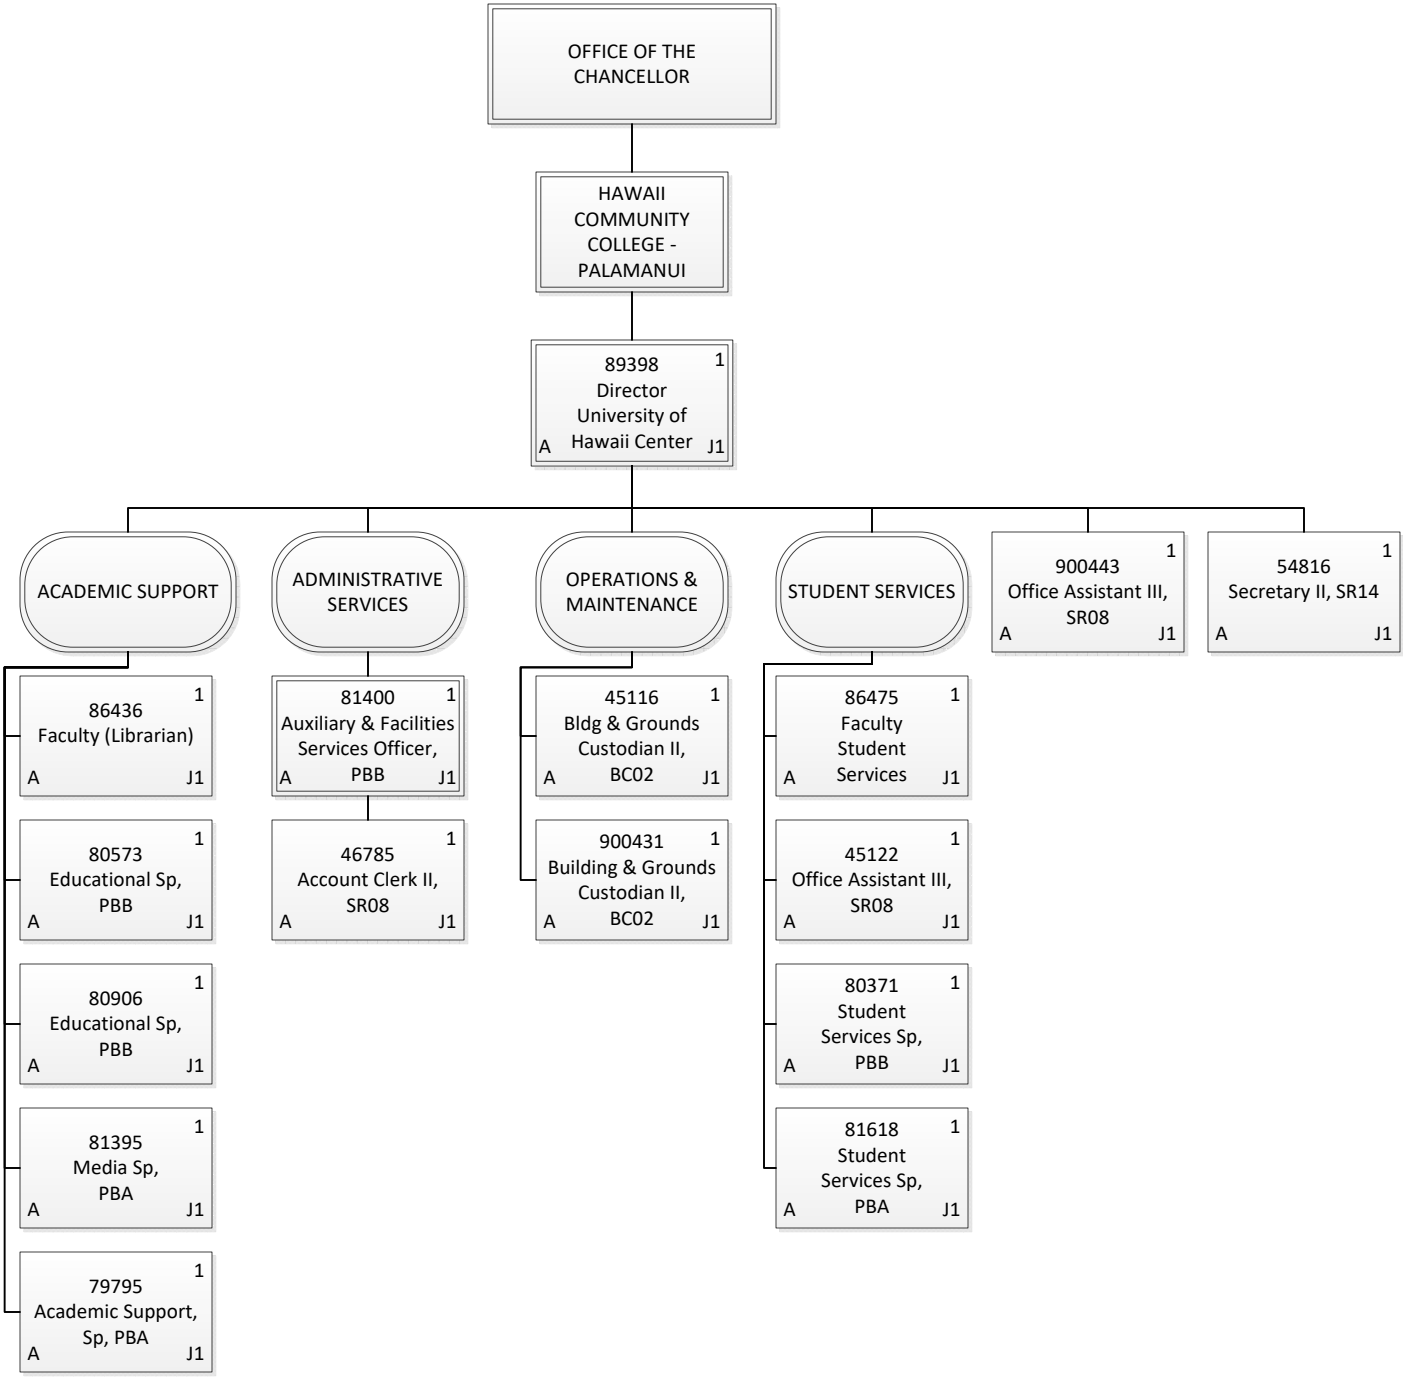 OFFICE OF THE
CHANCELLOR
HAWAII
COMMUNITY
COLLEGE -
PALAMANUI
89398 1
Director
University of
A Hawaii Center J1
ACADEMIC SUPPORT
ADMINISTRATIVE
SERVICES
OPERATIONS &
MAINTENANCE
STUDENT SERVICES
1
900443
Office Assistant III,
SR08
A J1
1
54816
Secretary II, SR14
A J1
1
86436
Faculty (Librarian)
A J1
1
80573
Educational Sp,
PBB
A J1
1
80906
Educational Sp,
PBB
A J1
1
81395
Media Sp,
PBA
A J1
1
79795
Academic Support,
Sp, PBA
A J1
81400 1
Auxiliary & Facilities
Services Officer,
A PBB J1
1
46785
Account Clerk II,
SR08
A J1
45116 1
Bldg & Grounds
Custodian II,
A BC02 J1
900431 1
Building & Grounds
Custodian II,
A BC02 J1
86475 1
Faculty
Student
A Services J1
1
45122
Office Assistant III,
SR08
A J1
80371 1
Student
Services Sp,
A PBB J1
81618 1
Student
Services Sp,
A PBA J1